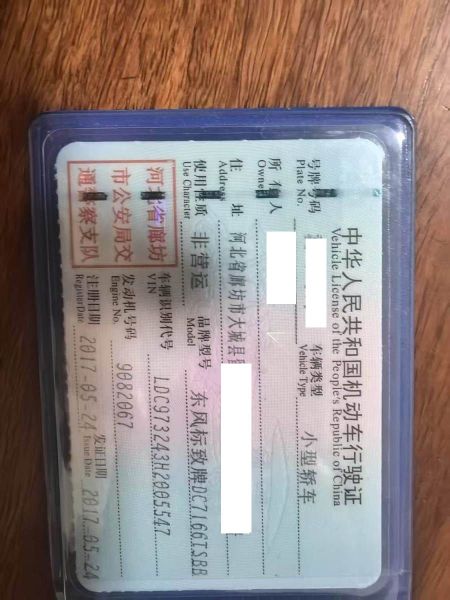 中华人民共和国机动车行驶证
Vehicle License of the People's Republic of China
号牌号码
Plate No.
车辆类型 小型轿车
Vehicle Type
所有人
Owner
住 址 河北省廊坊市大城县
Address
使用性质 非营运
Use Character
品牌型号 东风标致牌DC7166TSBB
Model
河北省廊坊
市公安局交
通警察支队
车辆识别代号 LDC973243H2005547
VIN
发动机号码 9082067
Engine No.
注册日期 2017-05-24
Register Date
发证日期 2017-05-24
Issue Date